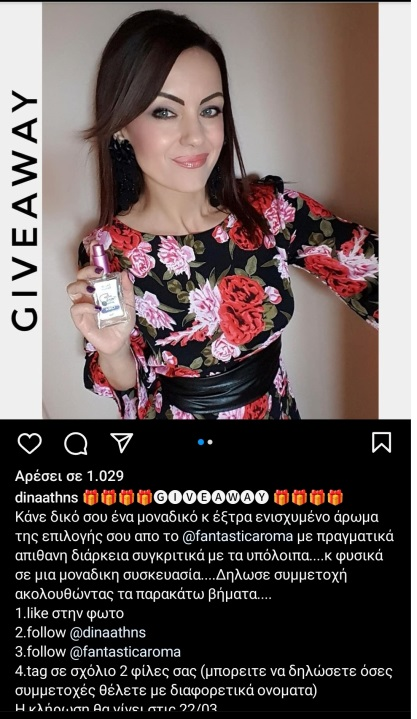 GIVEAWAY
Αρέσει σε 1.029
dinaathns 🎁🎁🎁🎁🅖🅘🅥🅔🅐🅦🅐🅨 🎁🎁🎁🎁
Κάνε δικό σου ένα μοναδικό κ έξτρα ενισχυμένο άρωμα
της επιλογής σου απο το @fantasticaroma με πραγματικά
απιθανη διάρκεια συγκριτικά με τα υπόλοιπα....κ φυσικά
σε μια μοναδικη συσκευασία....Δηλωσε συμμετοχή
ακολουθώντας τα παρακάτω βήματα....
1.like στην φωτο
2.follow @dinaathns
3.follow @fantasticaroma
4.tag σε σχόλιο 2 φίλες σας (μπορειτε να δηλώσετε όσες
συμμετοχές θέλετε με διαφορετικά ονοματα)
Η κλήρωση θα γίνει στις 22/03